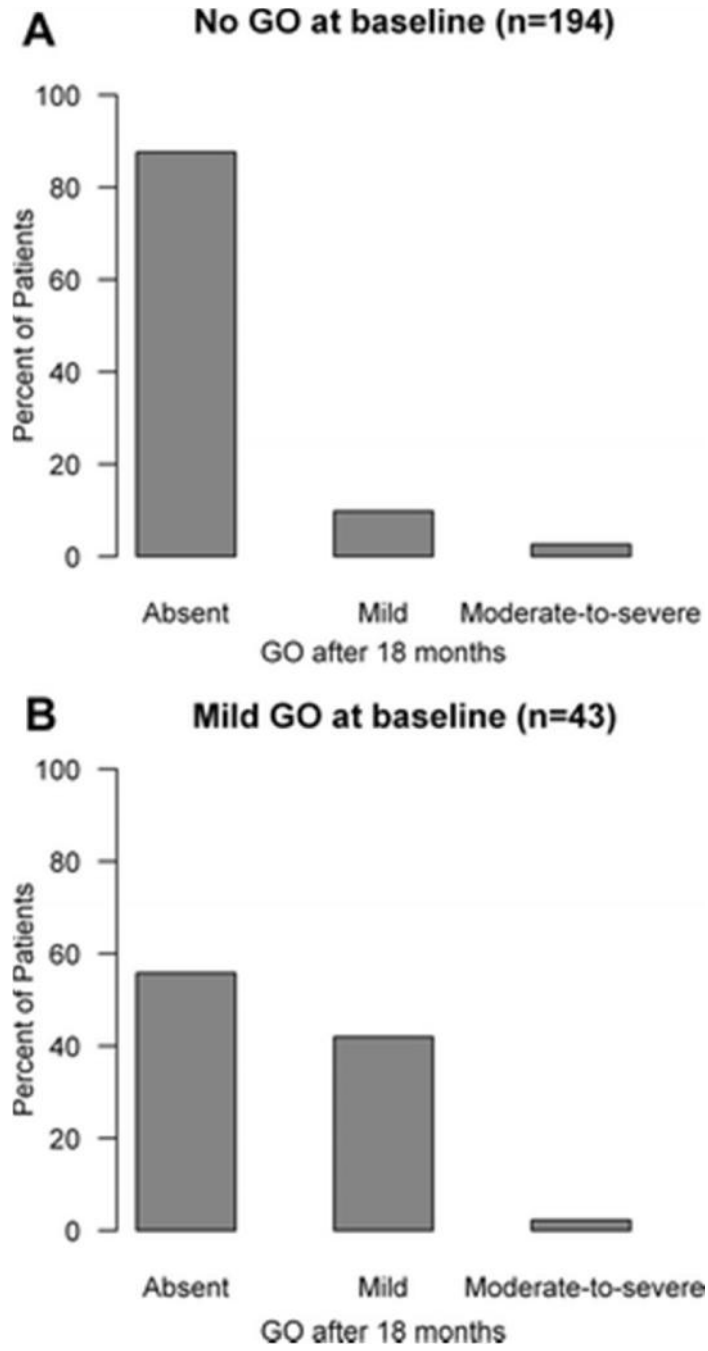 A
No GO at baseline (n=194)
100
80
60
40
20
0
Percent of Patients
Absent Mild Moderate-to-severe
GO after 18 months
B
Mild GO at baseline (n=43)
100
80
60
40
20
0
Percent of Patients
Absent Mild Moderate-to-severe
GO after 18 months